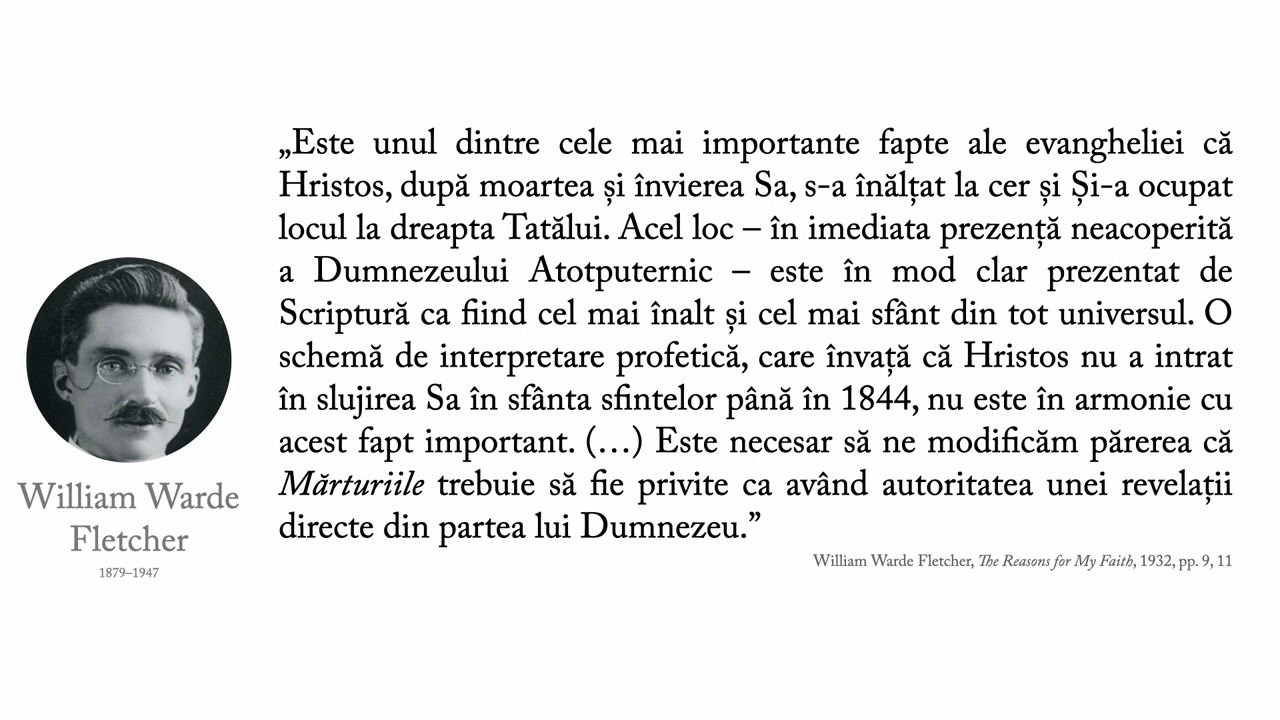 „Este unul dintre cele mai importante fapte ale evangheliei că
Hristos, după moartea și învierea Sa, s-a înălțat la cer și Și-a ocupat
locul la dreapta Tatălui. Acel loc – în imediata prezență neacoperită
a Dumnezeului Atotputernic – este în mod clar prezentat de
Scriptură ca fiind cel mai înalt și cel mai sfânt din tot universul. O
schemă de interpretare profetică, care învață că Hristos nu a intrat
în slujirea Sa în sfânta sfintelor până în 1844, nu este în armonie cu
acest fapt important. (…) Este necesar să ne modificăm părerea că
Mărturiile trebuie să fie privite ca având autoritatea unei revelații
directe din partea lui Dumnezeu.”
William Warde Fletcher, The Reasons for My Faith, 1932, pp. 9, 11
William Warde
Fletcher
1879–1947